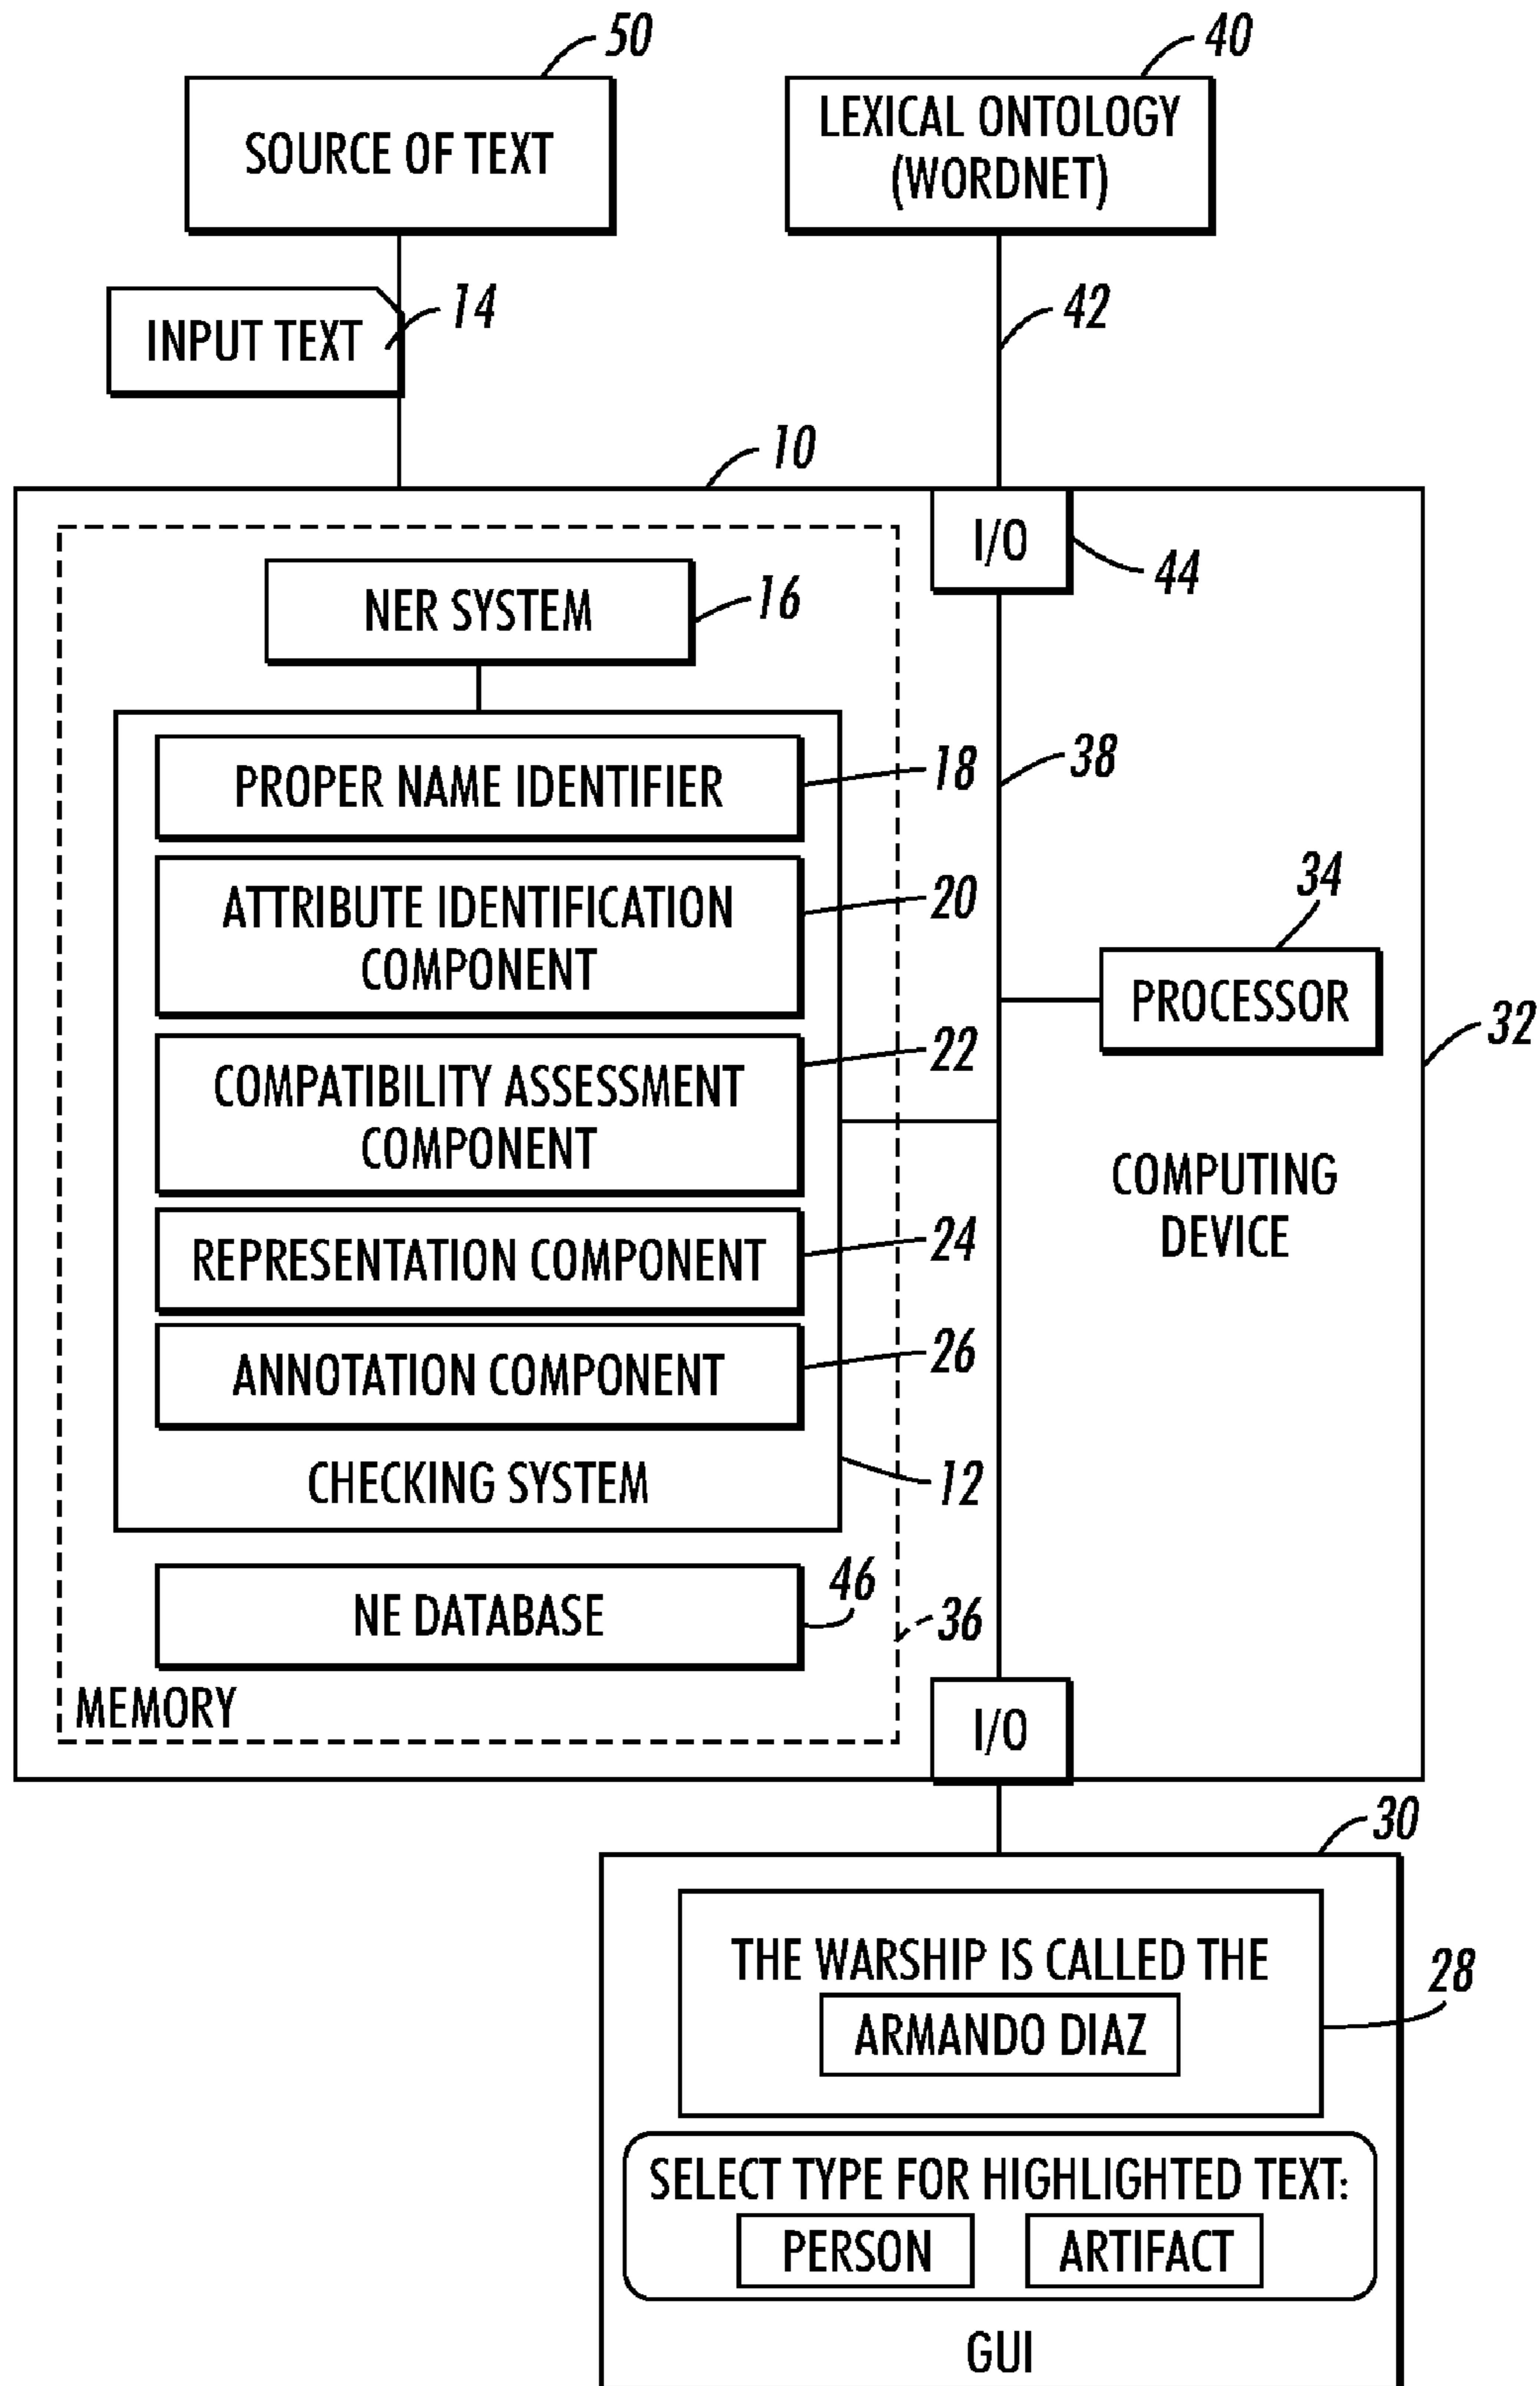 50
40
SOURCE OF TEXT
LEXICAL ONTOLOGY
(WORDNET)
INPUT TEXT
14
42
10
I/O
44
NER SYSTEM
16
PROPER NAME IDENTIFIER
18
38
ATTRIBUTE IDENTIFICATION
COMPONENT
20
34
PROCESSOR
32
COMPATIBILITY ASSESSMENT
COMPONENT
22
COMPUTING
DEVICE
REPRESENTATION COMPONENT
24
ANNOTATION COMPONENT
26
CHECKING SYSTEM
12
NE DATABASE
46
36
MEMORY
I/O
30
THE WARSHIP IS CALLED THE
ARMANDO DIAZ
28
SELECT TYPE FOR HIGHLIGHTED TEXT:
PERSON
ARTIFACT
GUI